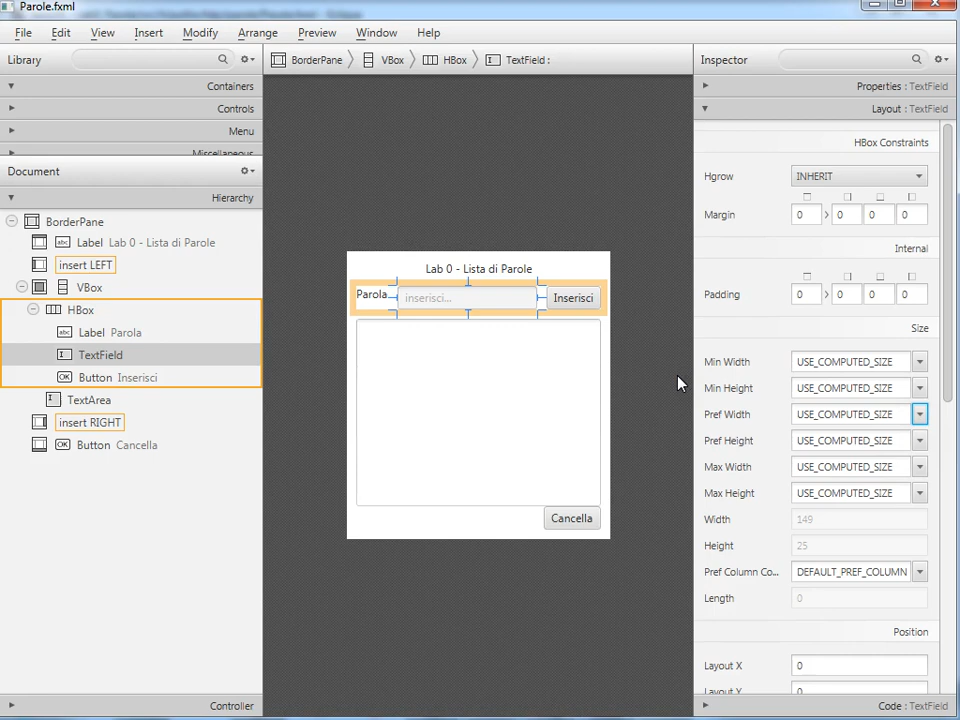 Parole.fxml
File Edit View Insert Modify Arrange Preview Window Help
Library
Containers
Controls
Menu
Miscellaneous
Document
Hierarchy
BorderPane
Label Lab 0 - Lista di Parole
insert LEFT
VBox
HBox
Label Parola
TextField
Button Inserisci
TextArea
insert RIGHT
Button Cancella
Controller
BorderPane VBox HBox TextField :
Lab 0 - Lista di Parole
Parola... inserisci... Inserisci
Cancella
Inspector
Properties : TextField
Layout : TextField
HBox Constraints
Hgrow INHERIT
Margin 0 0 0 0
Internal
Padding 0 0 0 0
Size
Min Width USE_COMPUTED_SIZE
Min Height USE_COMPUTED_SIZE
Pref Width USE_COMPUTED_SIZE
Pref Height USE_COMPUTED_SIZE
Max Width USE_COMPUTED_SIZE
Max Height USE_COMPUTED_SIZE
Width 149
Height 25
Pref Column Co... DEFAULT_PREF_COLUMN
Length 0
Position
Layout X 0
Layout Y 0
Code : TextField